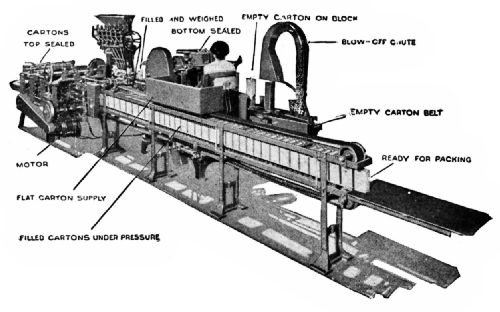 CARTONS
TOP SEALED
FILLED AND WEIGHED
BOTTOM SEALED
EMPTY CARTON ON BLOCK
BLOW-OFF CHUTE
EMPTY CARTON BELT
READY FOR PACKING
MOTOR
FLAT CARTON SUPPLY
FILLED CARTONS UNDER PRESSURE